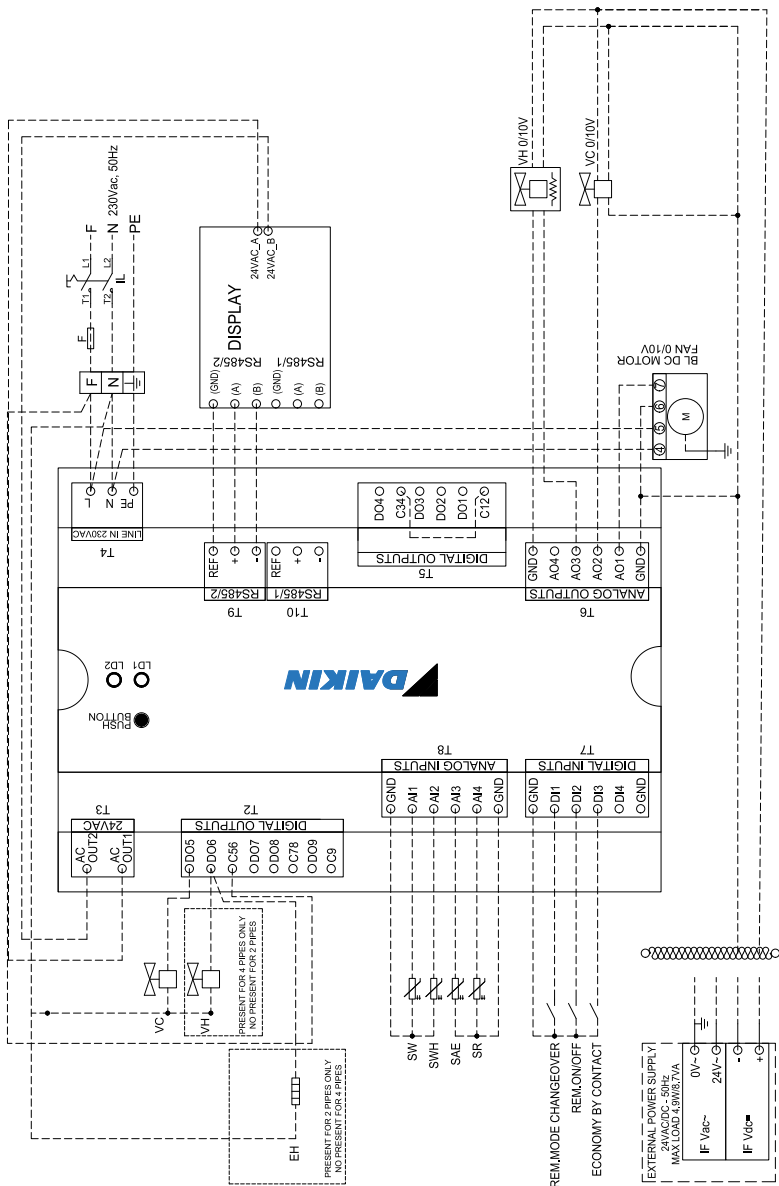 F
N 230Vac, 50Hz
PE
L1
L2
T1
T2
IL
F
F
N
DISPLAY
24VAC_A
24VAC_B
RS485/2
RS485/1
(GND)
(A)
(B)
(GND)
(A)
(B)
VH 0/10V
VC 0/10V
BL DC MOTOR
FAN 0/10V
4
5
6
7
M
L
N
PE
LINE IN 230VAC
T4
REF
+
-
RS485/2
T9
REF
+
-
RS485/1
T10
DO4
C34
DO3
DO2
DO1
C12
DIGITAL OUTPUTS
T5
GND
AO4
AO3
AO2
AO1
GND
ANALOG OUTPUTS
T6
LD2
LD1
PUSH
BUTTON
DAIKIN
T3
24VAC
AC
OUT2
AC
OUT1
T2
DIGITAL OUTPUTS
DO5
DO6
C56
DO7
DO8
C78
DO9
C9
T8
ANALOG INPUTS
GND
AI1
AI2
AI3
AI4
GND
T7
DIGITAL INPUTS
GND
DI1
DI2
DI3
DI4
GND
VC
VH
PRESENT FOR 4 PIPES ONLY
NO PRESENT FOR 2 PIPES
EH
PRESENT FOR 2 PIPES ONLY
NO PRESENT FOR 4 PIPES
SW
SWH
SAE
SR
REM.MODE CHANGEOVER
REM.ON/OFF
ECONOMY BY CONTACT
EXTERNAL POWER SUPPLY
24VAC/DC - 50Hz
MAX LOAD 4,9W/8,7VA
IF Vac~
0V~
24V~
IF Vdc
-
+